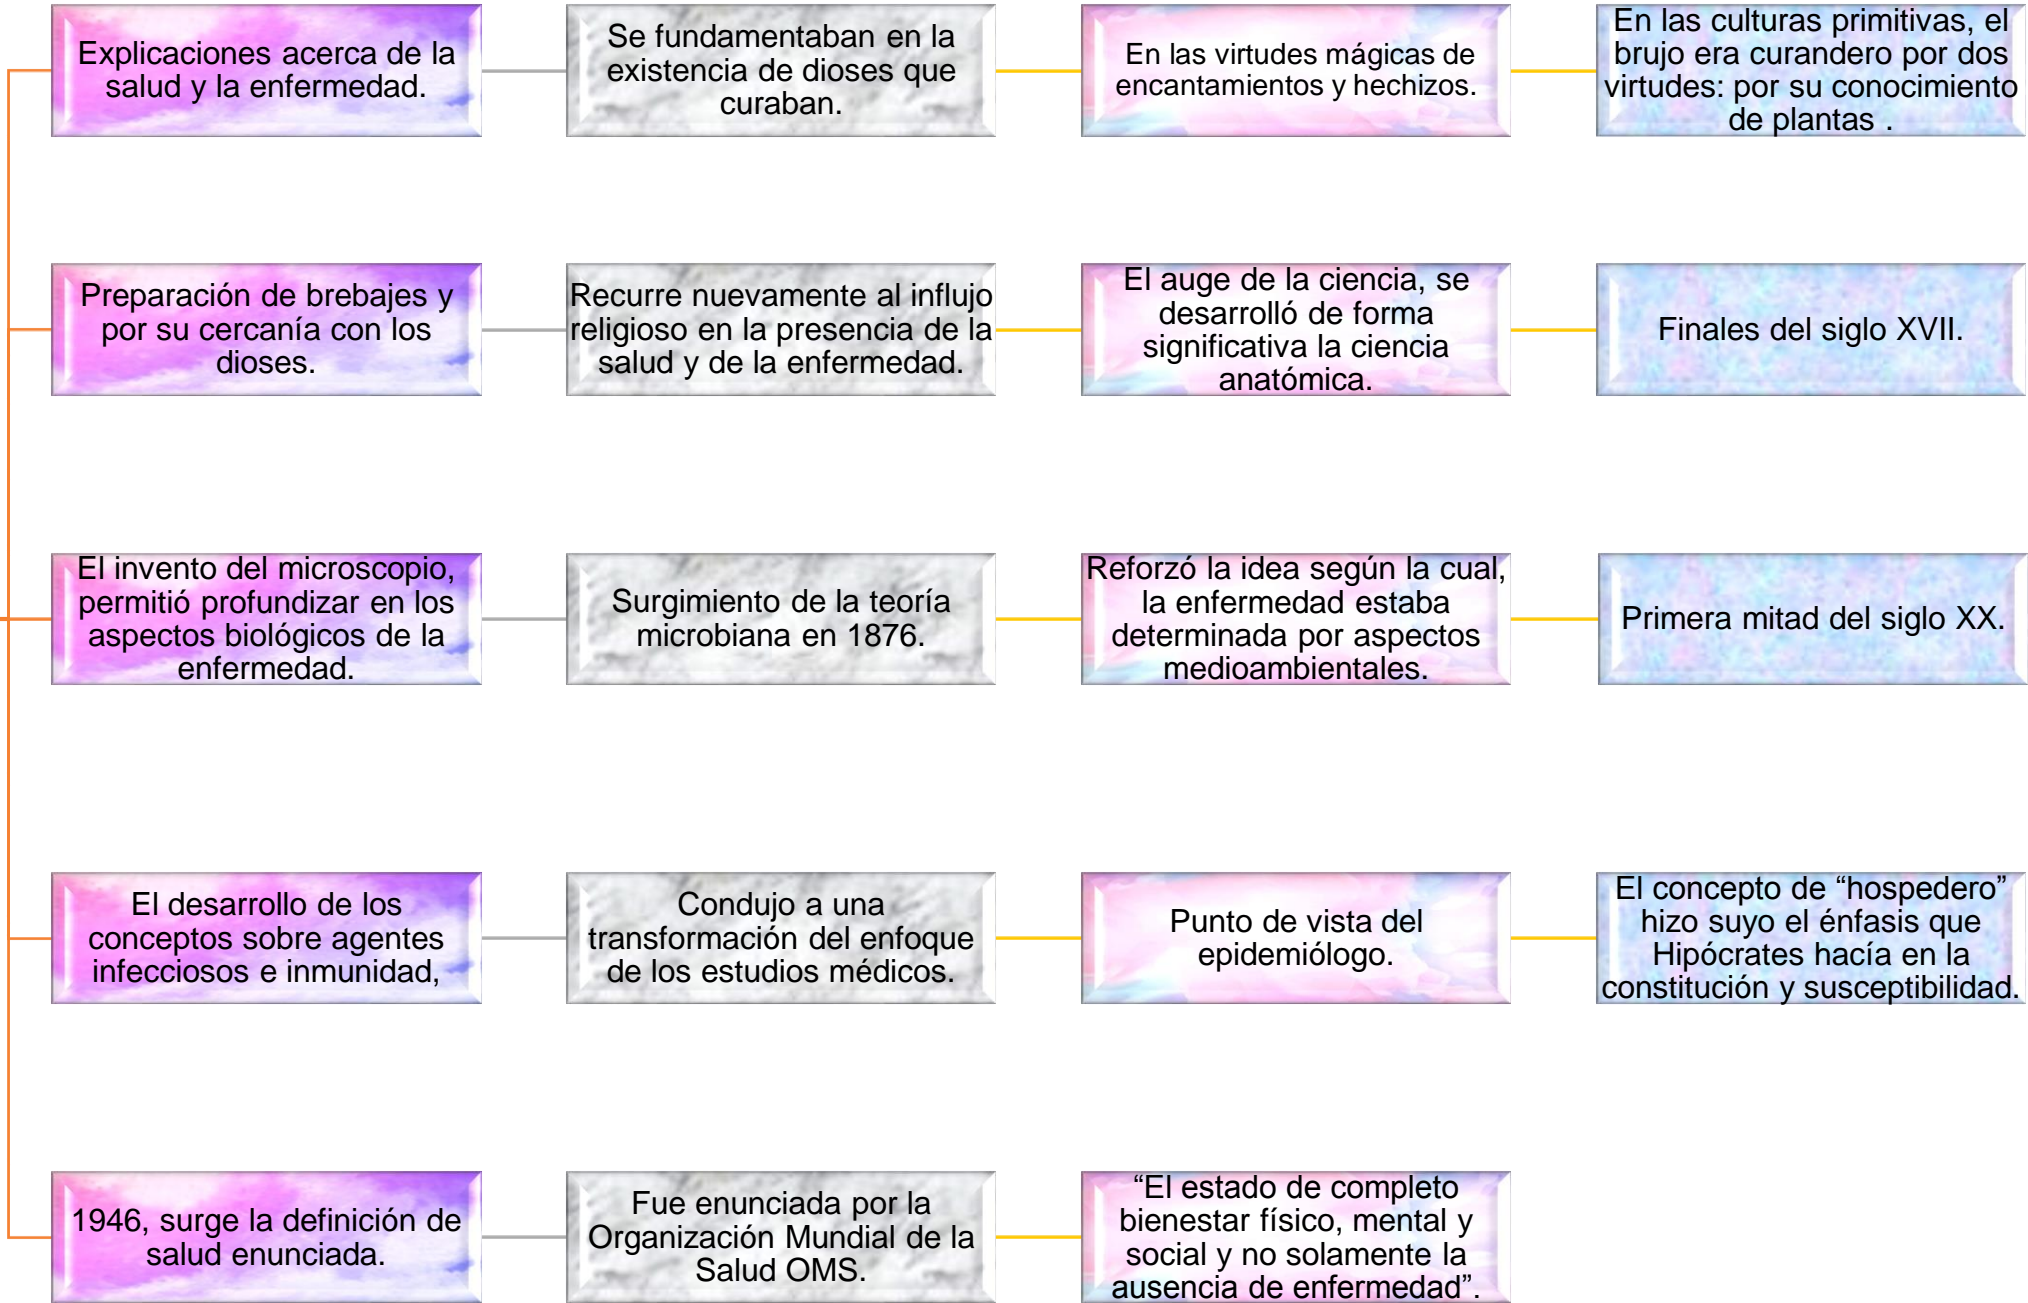 Explicaciones acerca de la
salud y la enfermedad.
Se fundamentaban en la
existencia de dioses que
curaban.
En las virtudes mágicas de
encantamientos y hechizos.
En las culturas primitivas, el
brujo era curandero por dos
virtudes: por su conocimiento
de plantas .
Preparación de brebajes y
por su cercanía con los
dioses.
Recurre nuevamente al influjo
religioso en la presencia de la
salud y de la enfermedad.
El auge de la ciencia, se
desarrolló de forma
significativa la ciencia
anatómica.
Finales del siglo XVII.
El invento del microscopio,
permitió profundizar en los
aspectos biológicos de la
enfermedad.
Surgimiento de la teoría
microbiana en 1876.
Reforzó la idea según la cual,
la enfermedad estaba
determinada por aspectos
medioambientales.
Primera mitad del siglo XX.
El desarrollo de los
conceptos sobre agentes
infecciosos e inmunidad,
Condujo a una
transformación del enfoque
de los estudios médicos.
Punto de vista del
epidemiólogo.
El concepto de “hospedero”
hizo suyo el énfasis que
Hipócrates hacía en la
constitución y susceptibilidad.
1946, surge la definición de
salud enunciada.
Fue enunciada por la
Organización Mundial de la
Salud OMS.
“El estado de completo
bienestar físico, mental y
social y no solamente la
ausencia de enfermedad”.